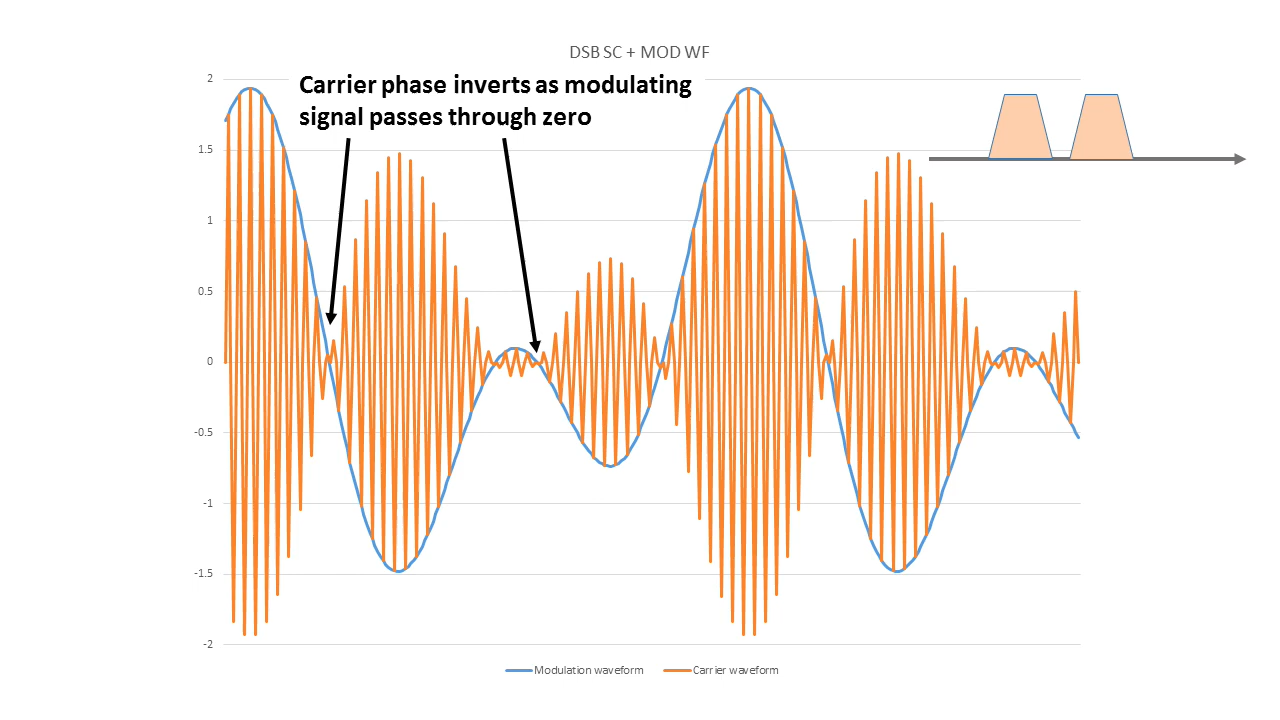 DSB SC + MOD WF
Carrier phase inverts as modulating
signal passes through zero
2
1.5
1
0.5
0
-0.5
-1
-1.5
-2
Modulation waveform
Carrier waveform